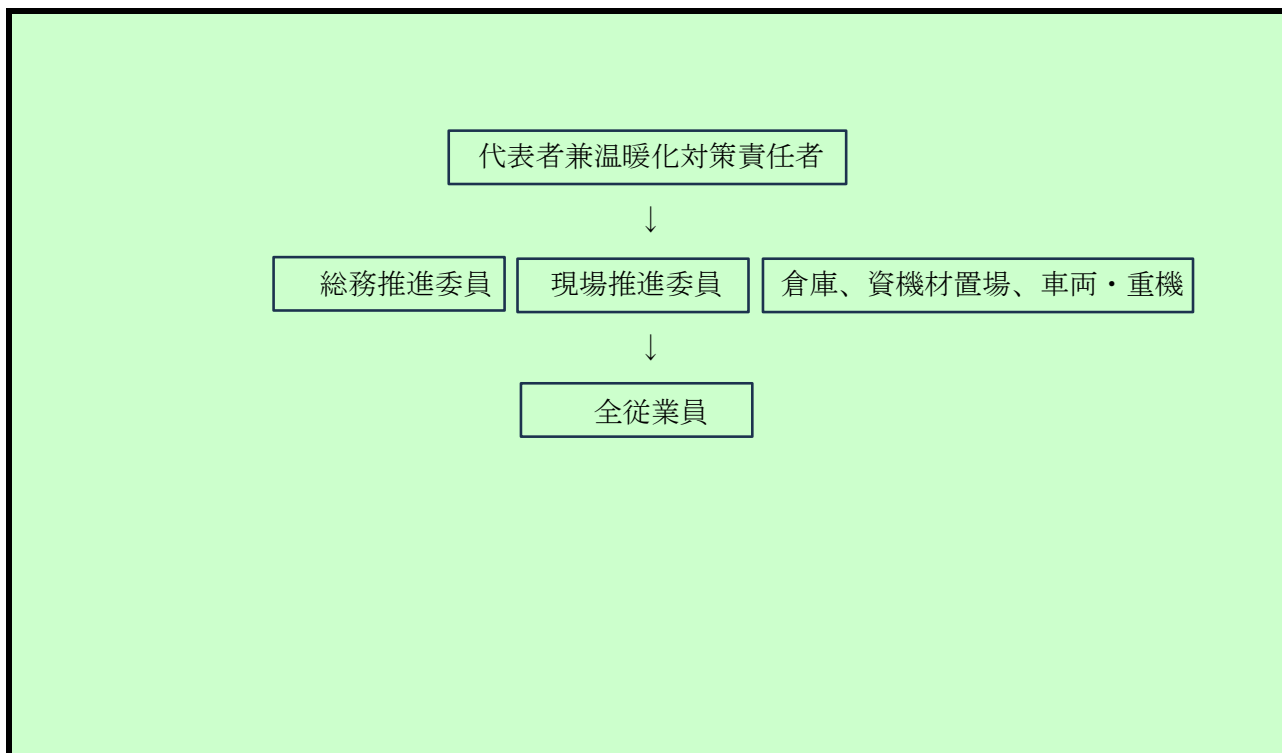 代表者兼温暖化対策責任者
↓
総務推進委員 現場推進委員 倉庫、資機材置場、車両・重機
↓
全従業員